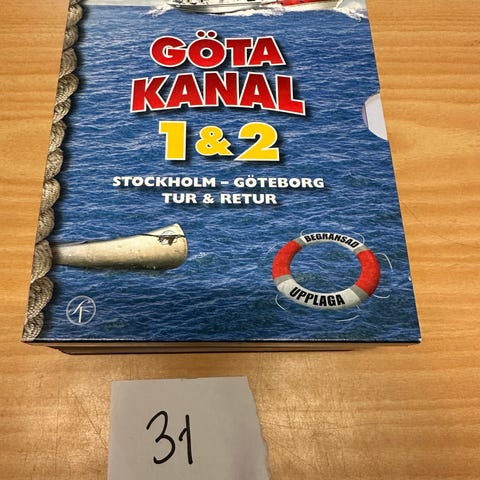 GÖTA
KANAL
1&2
STOCKHOLM – GÖTEBORG
TUR & RETUR
BEGRÄNSAD
UPPLAGA
31